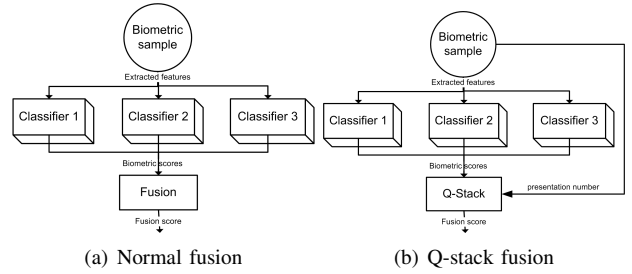 Biometric
sample
Extracted features
Classifier 1
Classifier 2
Classifier 3
Biometric scores
Fusion
Fusion score
(a) Normal fusion
Biometric
sample
Extracted features
Classifier 1
Classifier 2
Classifier 3
Biometric scores
Q-Stack
presentation number
Fusion score
(b) Q-stack fusion